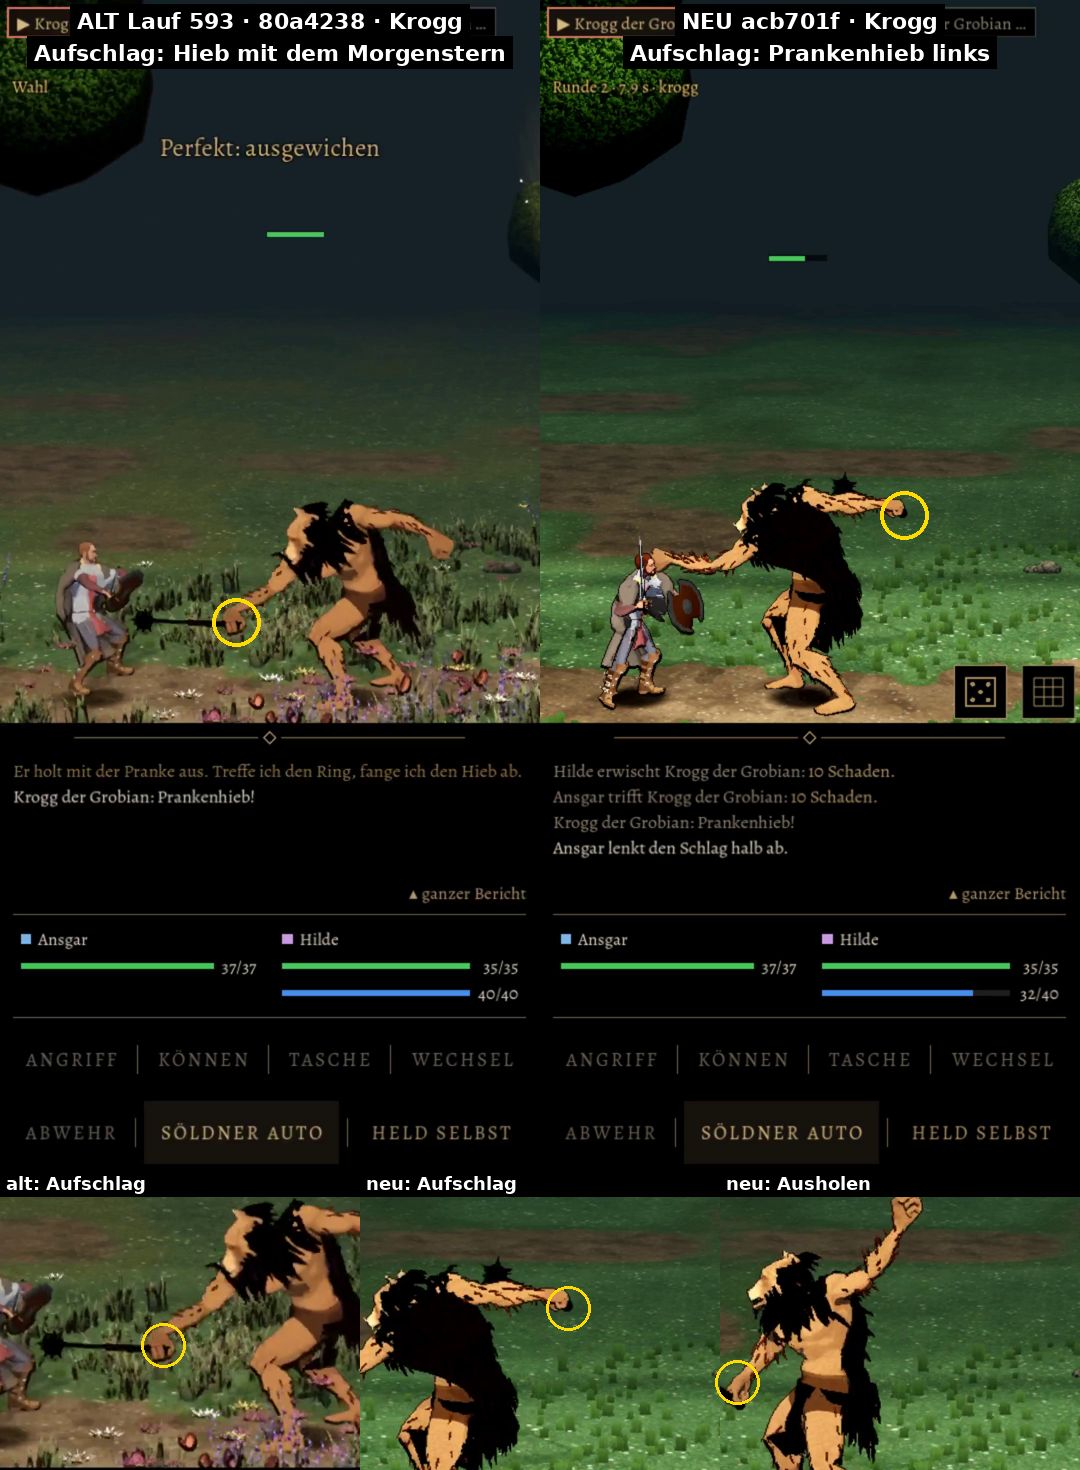 ALT Lauf 593 · 80a4238 · Krogg
Aufschlag: Hieb mit dem Morgenstern
▶ Krog
...
Wahl
Perfekt: ausgewichen
Er holt mit der Pranke aus. Treffe ich den Ring, fange ich den Hieb ab.
Krogg der Grobian: Prankenhieb!
▴ ganzer Bericht
Ansgar
37/37
Hilde
35/35
40/40
ANGRIFF
KÖNNEN
TASCHE
WECHSEL
ABWEHR
SÖLDNER AUTO
HELD SELBST
NEU acb701f · Krogg
Aufschlag: Prankenhieb links
▶ Krogg der Gro
r Grobian ...
Runde 2 · 7,9 s · krogg
Hilde erwischt Krogg der Grobian: 10 Schaden.
Ansgar trifft Krogg der Grobian: 10 Schaden.
Krogg der Grobian: Prankenhieb!
Ansgar lenkt den Schlag halb ab.
▴ ganzer Bericht
Ansgar
37/37
Hilde
35/35
32/40
ANGRIFF
KÖNNEN
TASCHE
WECHSEL
ABWEHR
SÖLDNER AUTO
HELD SELBST
alt: Aufschlag
neu: Aufschlag
neu: Ausholen